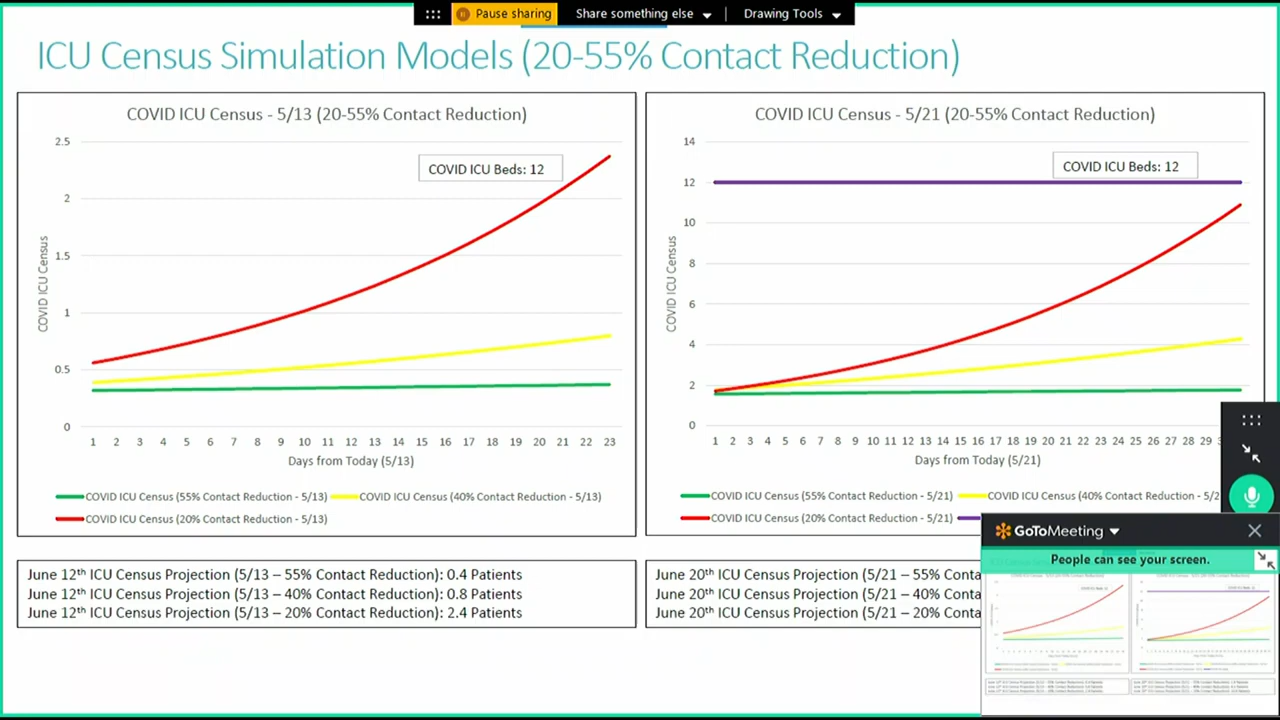 Pause sharing
Share something else
Drawing Tools
ICU Census Simulation Models (20-55% Contact Reduction)
COVID ICU Census - 5/13 (20-55% Contact Reduction)
2.5
2
1.5
1
0.5
0
COVID ICU Census
COVID ICU Beds: 12
1 2 3 4 5 6 7 8 9 10 11 12 13 14 15 16 17 18 19 20 21 22 23
Days from Today (5/13)
COVID ICU Census (55% Contact Reduction - 5/13)
COVID ICU Census (40% Contact Reduction - 5/13)
COVID ICU Census (20% Contact Reduction - 5/13)
June 12th ICU Census Projection (5/13 – 55% Contact Reduction): 0.4 Patients
June 12th ICU Census Projection (5/13 – 40% Contact Reduction): 0.8 Patients
June 12th ICU Census Projection (5/13 – 20% Contact Reduction): 2.4 Patients
COVID ICU Census - 5/21 (20-55% Contact Reduction)
14
12
10
8
6
4
2
0
COVID ICU Census
COVID ICU Beds: 12
1 2 3 4 5 6 7 8 9 10 11 12 13 14 15 16 17 18 19 20 21 22 23 24 25 26 27 28 29
Days from Today (5/21)
COVID ICU Census (55% Contact Reduction - 5/21)
COVID ICU Census (40% Contact Reduction - 5/2
COVID ICU Census (20% Contact Reduction - 5/21)
June 20th ICU Census Projection (5/21 – 55% Conta
June 20th ICU Census Projection (5/21 – 40% Conta
June 20th ICU Census Projection (5/21 – 20% Conta
GoToMeeting
People can see your screen.